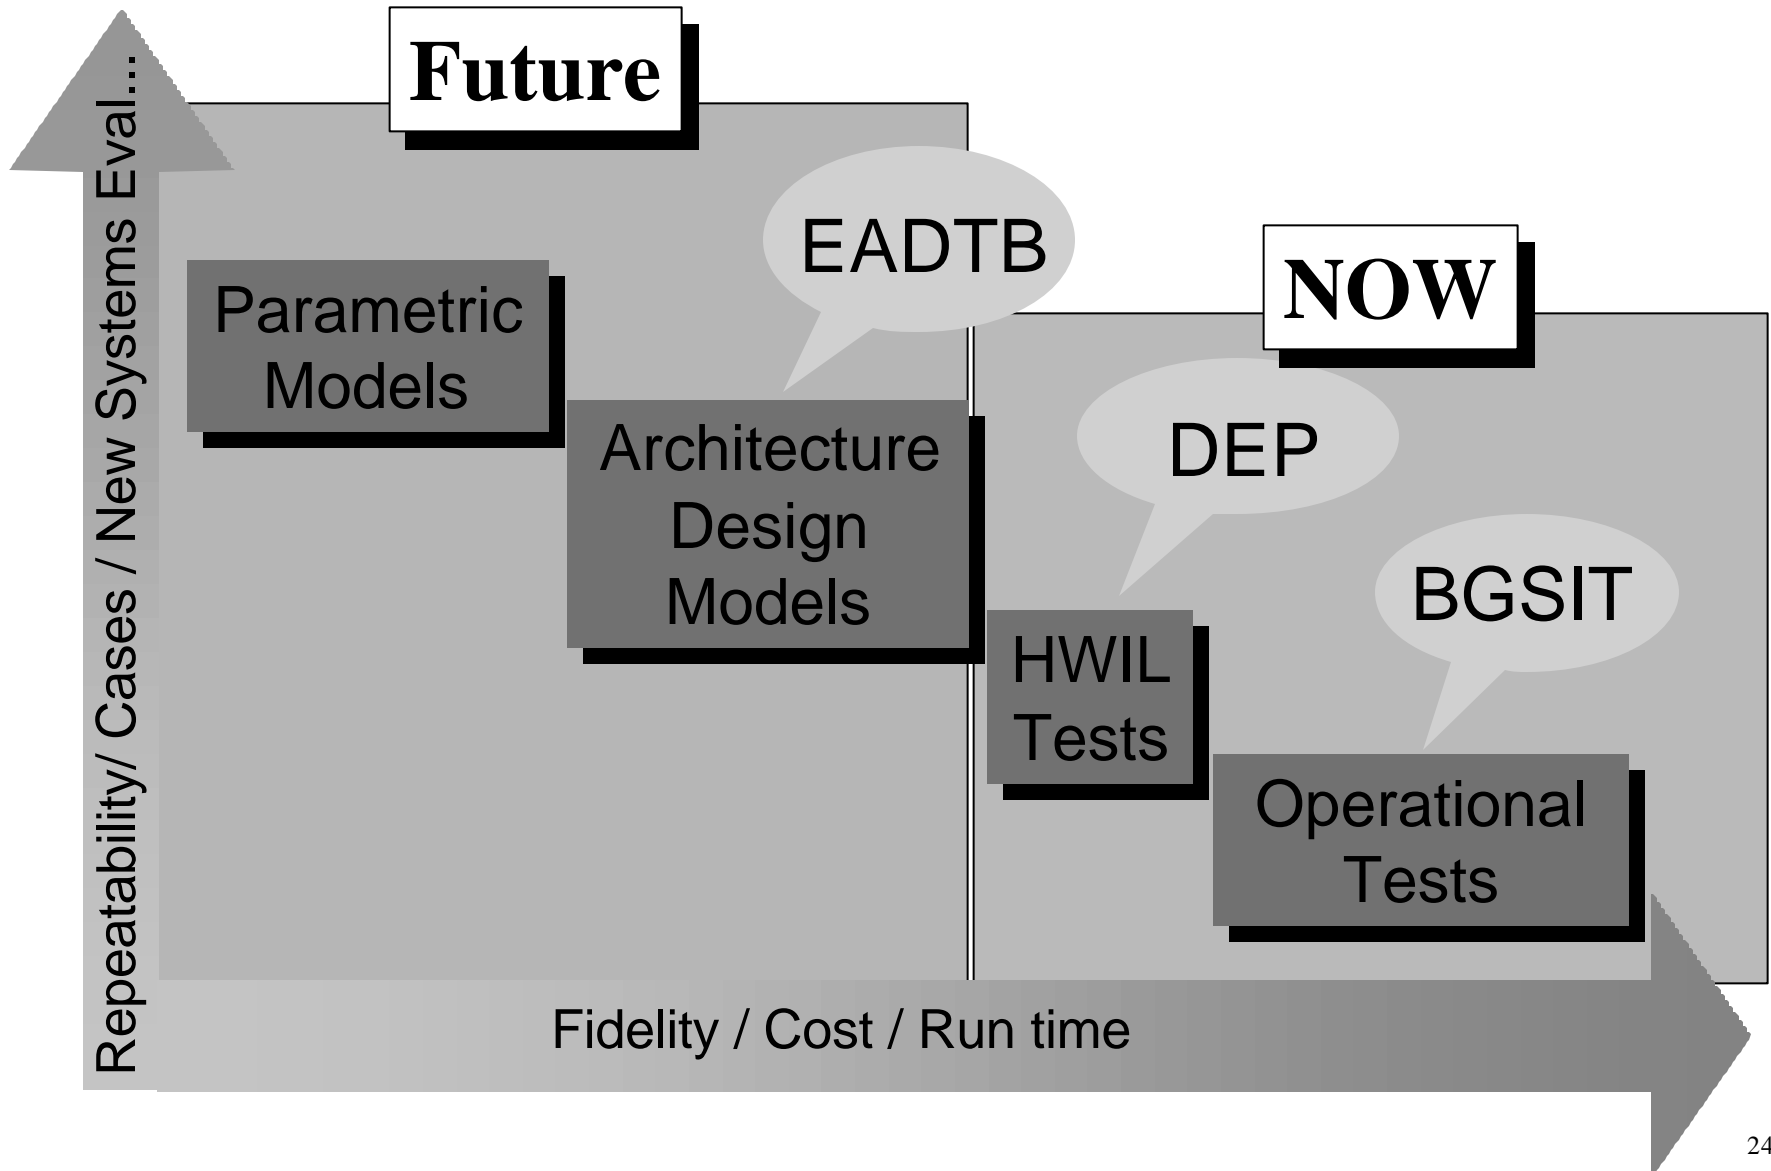 Future
EADTB
NOW
Parametric
Models
Architecture
Design
Models
DEP
BGSIT
HWIL
Tests
Operational
Tests
Repeatability/ Cases / New Systems Eval...
Fidelity / Cost / Run time
24